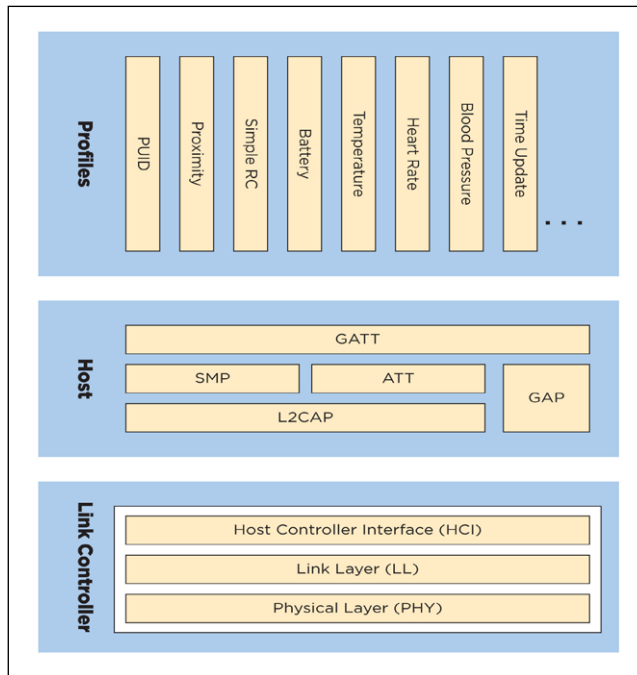 Profiles
PUID
Proximity
Simple RC
Battery
Temperature
Heart Rate
Blood Pressure
Time Update
. . .
Host
GATT
SMP
ATT
GAP
L2CAP
Link Controller
Host Controller Interface (HCI)
Link Layer (LL)
Physical Layer (PHY)